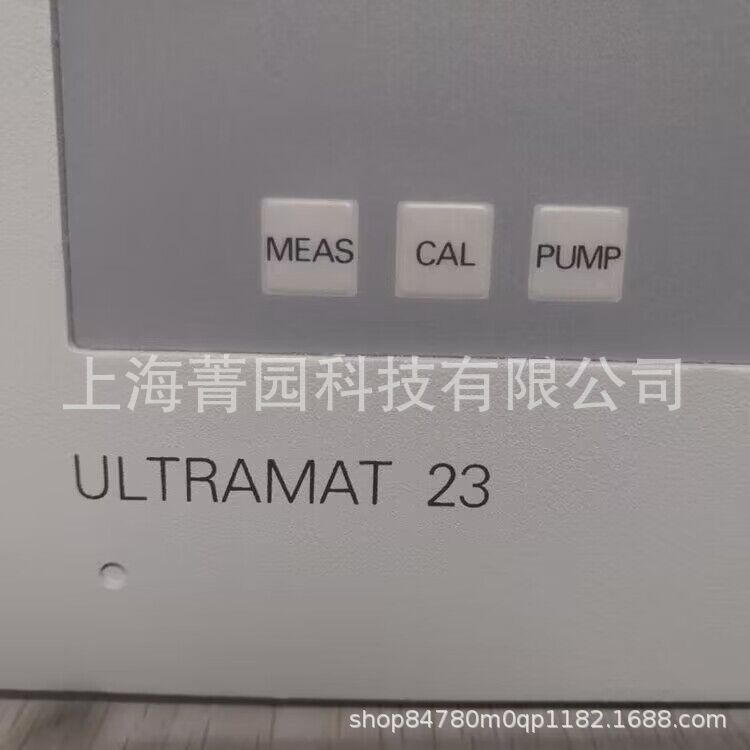 MEAS CAL PUMP
上海菁园科技有限公司
ULTRAMAT 23
shop84780m0qp1182.1688.com